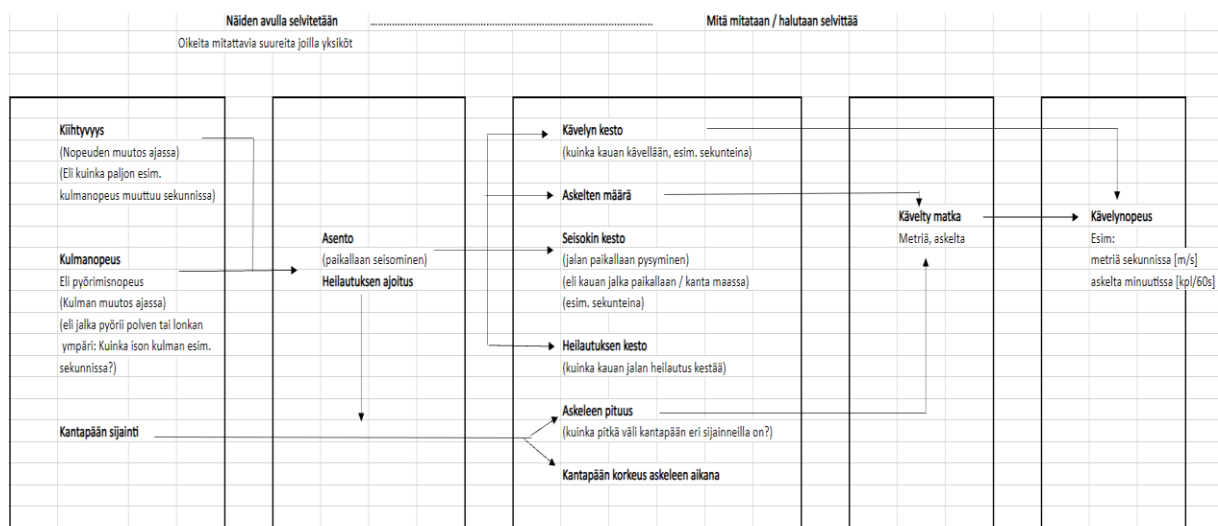 Näiden avulla selvitetään ........................ Mitä mitataan / halutaan selvittää
Oikeita mitattavia suureita joilla yksiköt
Kiihtyvyys
(Nopeuden muutos ajassa)
(Eli kuinka paljon esim.
kulmanopeus muuttuu sekunnissa)
Kulmanopeus
Eli pyörimisnopeus
(Kulman muutos ajassa)
(eli jalka pyörii polven tai lonkan
ympäri: Kuinka ison kulman esim.
sekunnissa?)
Kantapään sijainti
Asento
(paikallaan seisominen)
Heilautuksen ajoitus
Kävelyn kesto
(kuinka kauan kävellään, esim. sekunteina)
Askelten määrä
Seisokin kesto
(jalan paikallaan pysyminen)
(eli kauan jalka paikallaan / kanta maassa)
(esim. sekunteina)
Heilautuksen kesto
(kuinka kauan jalan heilautus kestää)
Askeleen pituus
(kuinka pitkä väli kantapään eri sijainneilla on?)
Kantapään korkeus askeleen aikana
Kävelty matka
Metriä, askelta
Kävelynopeus
Esim:
metriä sekunnissa [m/s]
askelta minuutissa [kpl/60s]